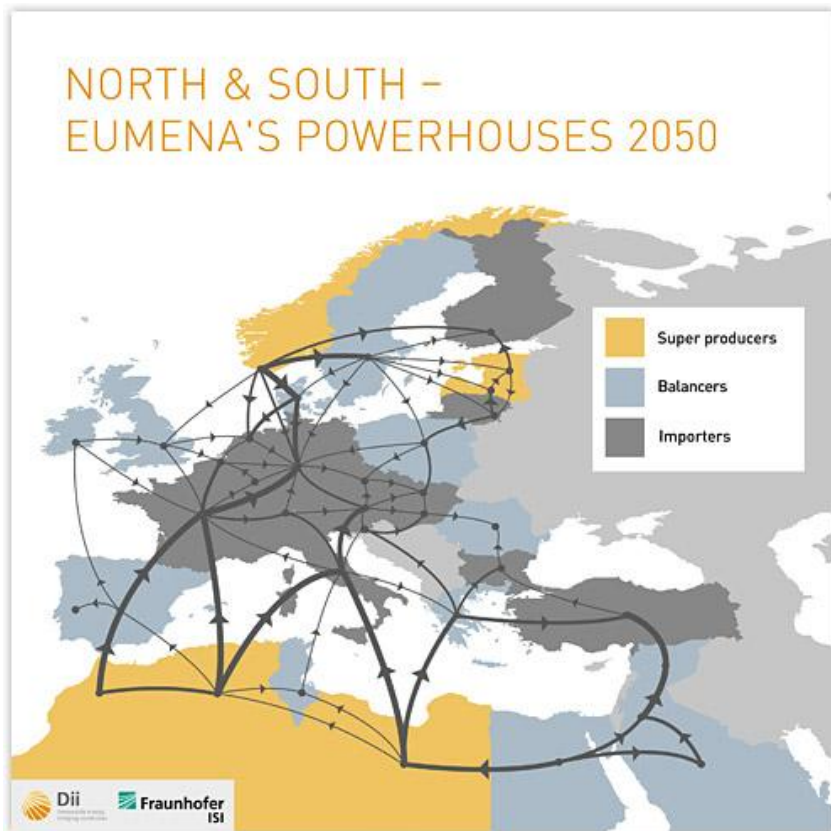 NORTH & SOUTH –
EUMENA'S POWERHOUSES 2050
Super producers
Balancers
Importers
Dii
Fraunhofer
ISI